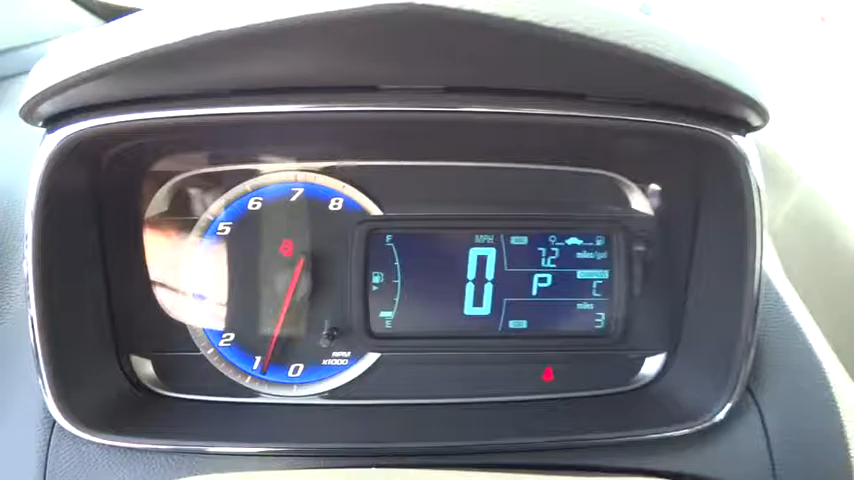 5 6 7 8
2 1 0
RPM
X1000
F
E
MPH
0
7.2 miles/gal
P
COMPASS
C
miles
3